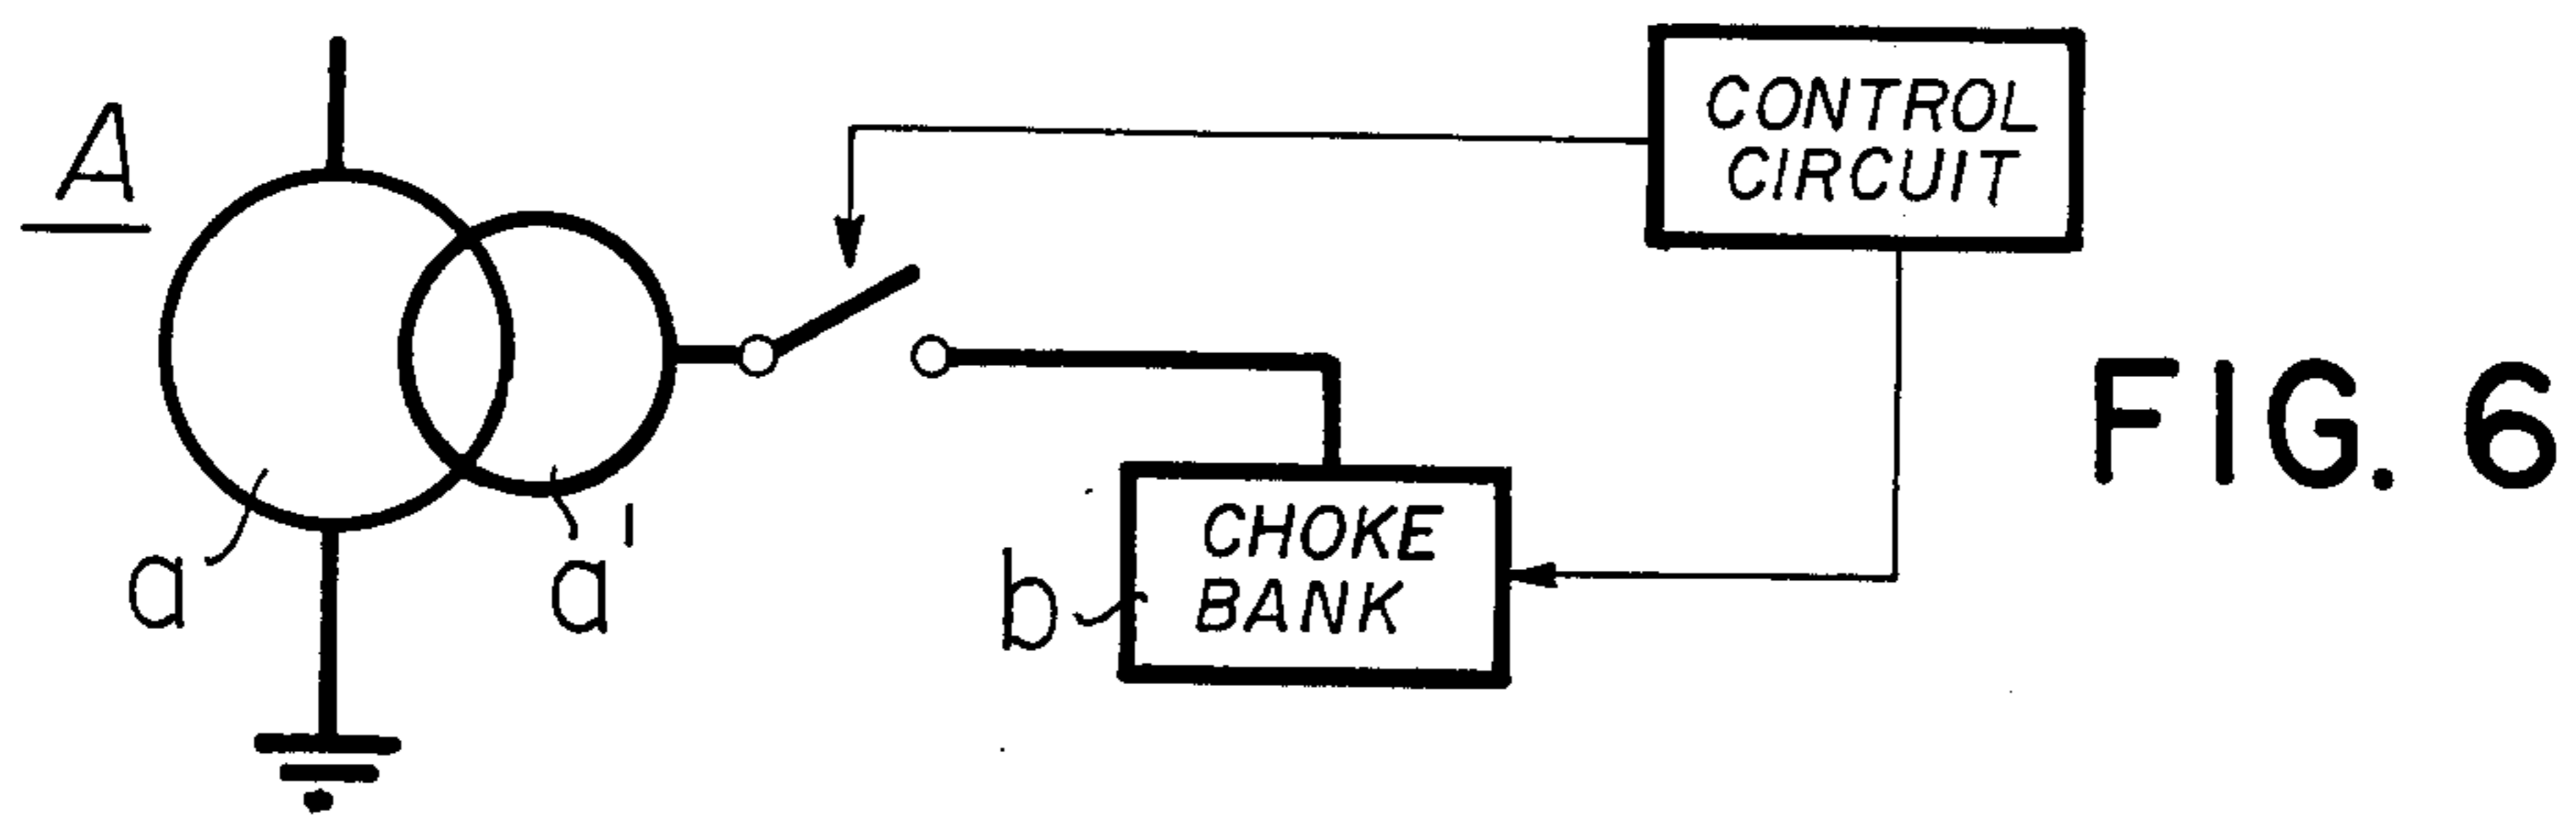 A
CONTROL
CIRCUIT
FIG. 6
a
a'
b
CHOKE
BANK